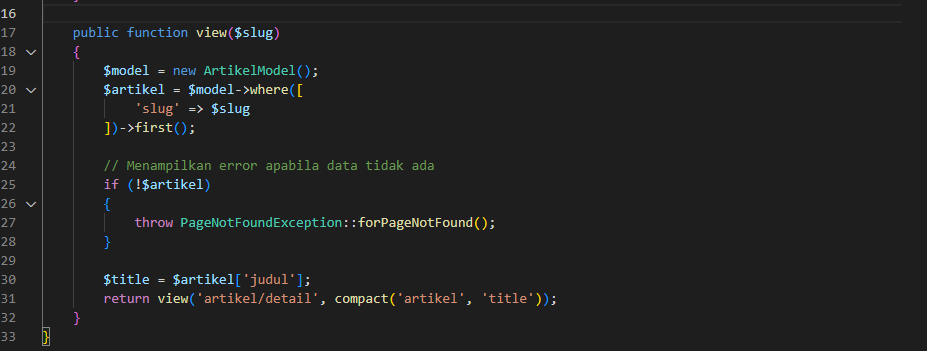 16
17 public function view($slug)
18 {
19 $model = new ArtikelModel();
20 $artikel = $model->where([
21 'slug' => $slug
22 ])->first();
23
24 // Menampilkan error apabila data tidak ada
25 if (!$artikel)
26 {
27 throw PageNotFoundException::forPageNotFound();
28 }
29
30 $title = $artikel['judul'];
31 return view('artikel/detail', compact('artikel', 'title'));
32 }
33 }